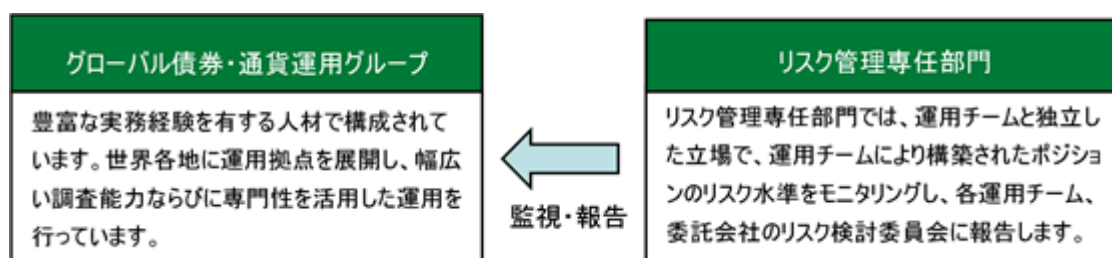 グローバル債券・通貨運用グループ
豊富な実務経験を有する人材で構成されて
います。世界各地に運用拠点を展開し、幅広
い調査能力ならびに専門性を活用した運用を
行っています。
監視・報告
リスク管理専任部門
リスク管理専任部門では、運用チームと独立し
た立場で、運用チームにより構築されたポジショ
ンのリスク水準をモニタリングし、各運用チーム、
委託会社のリスク検討委員会に報告します。